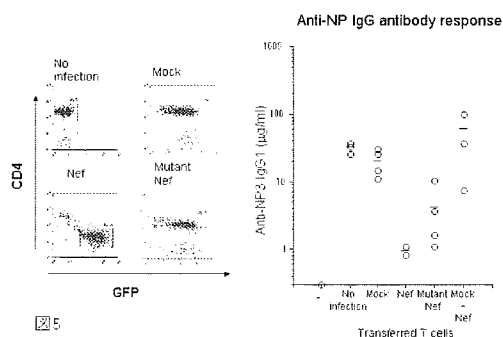 Anti-NP IgG antibody response
No
infection
Mock
Nef
Mutant
Nef
CD4
GFP
図5
Anti-NP3 IgG1 (µg/ml)
1000
100
10
1
-
No
infection
Mock
Nef
Mutant
Nef
Mock
+
Nef
Transferred T cells